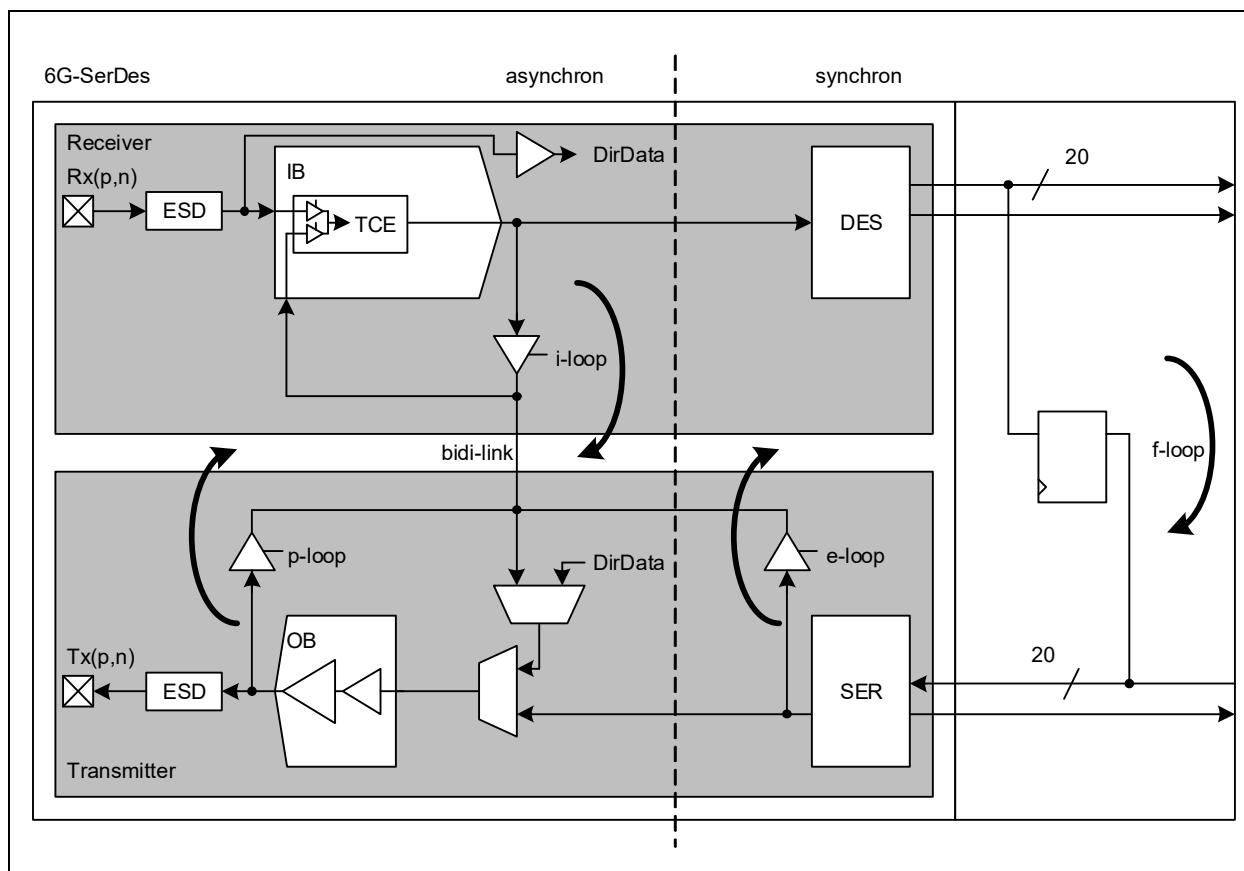 6G-SerDes
asynchron
synchron
Receiver
DirData
20
Rx(p,n)
IB
ESD
TCE
DES
i-loop
bidi-link
f-loop
p-loop
DirData
e-loop
OB
Tx(p,n)
20
ESD
SER
Transmitter